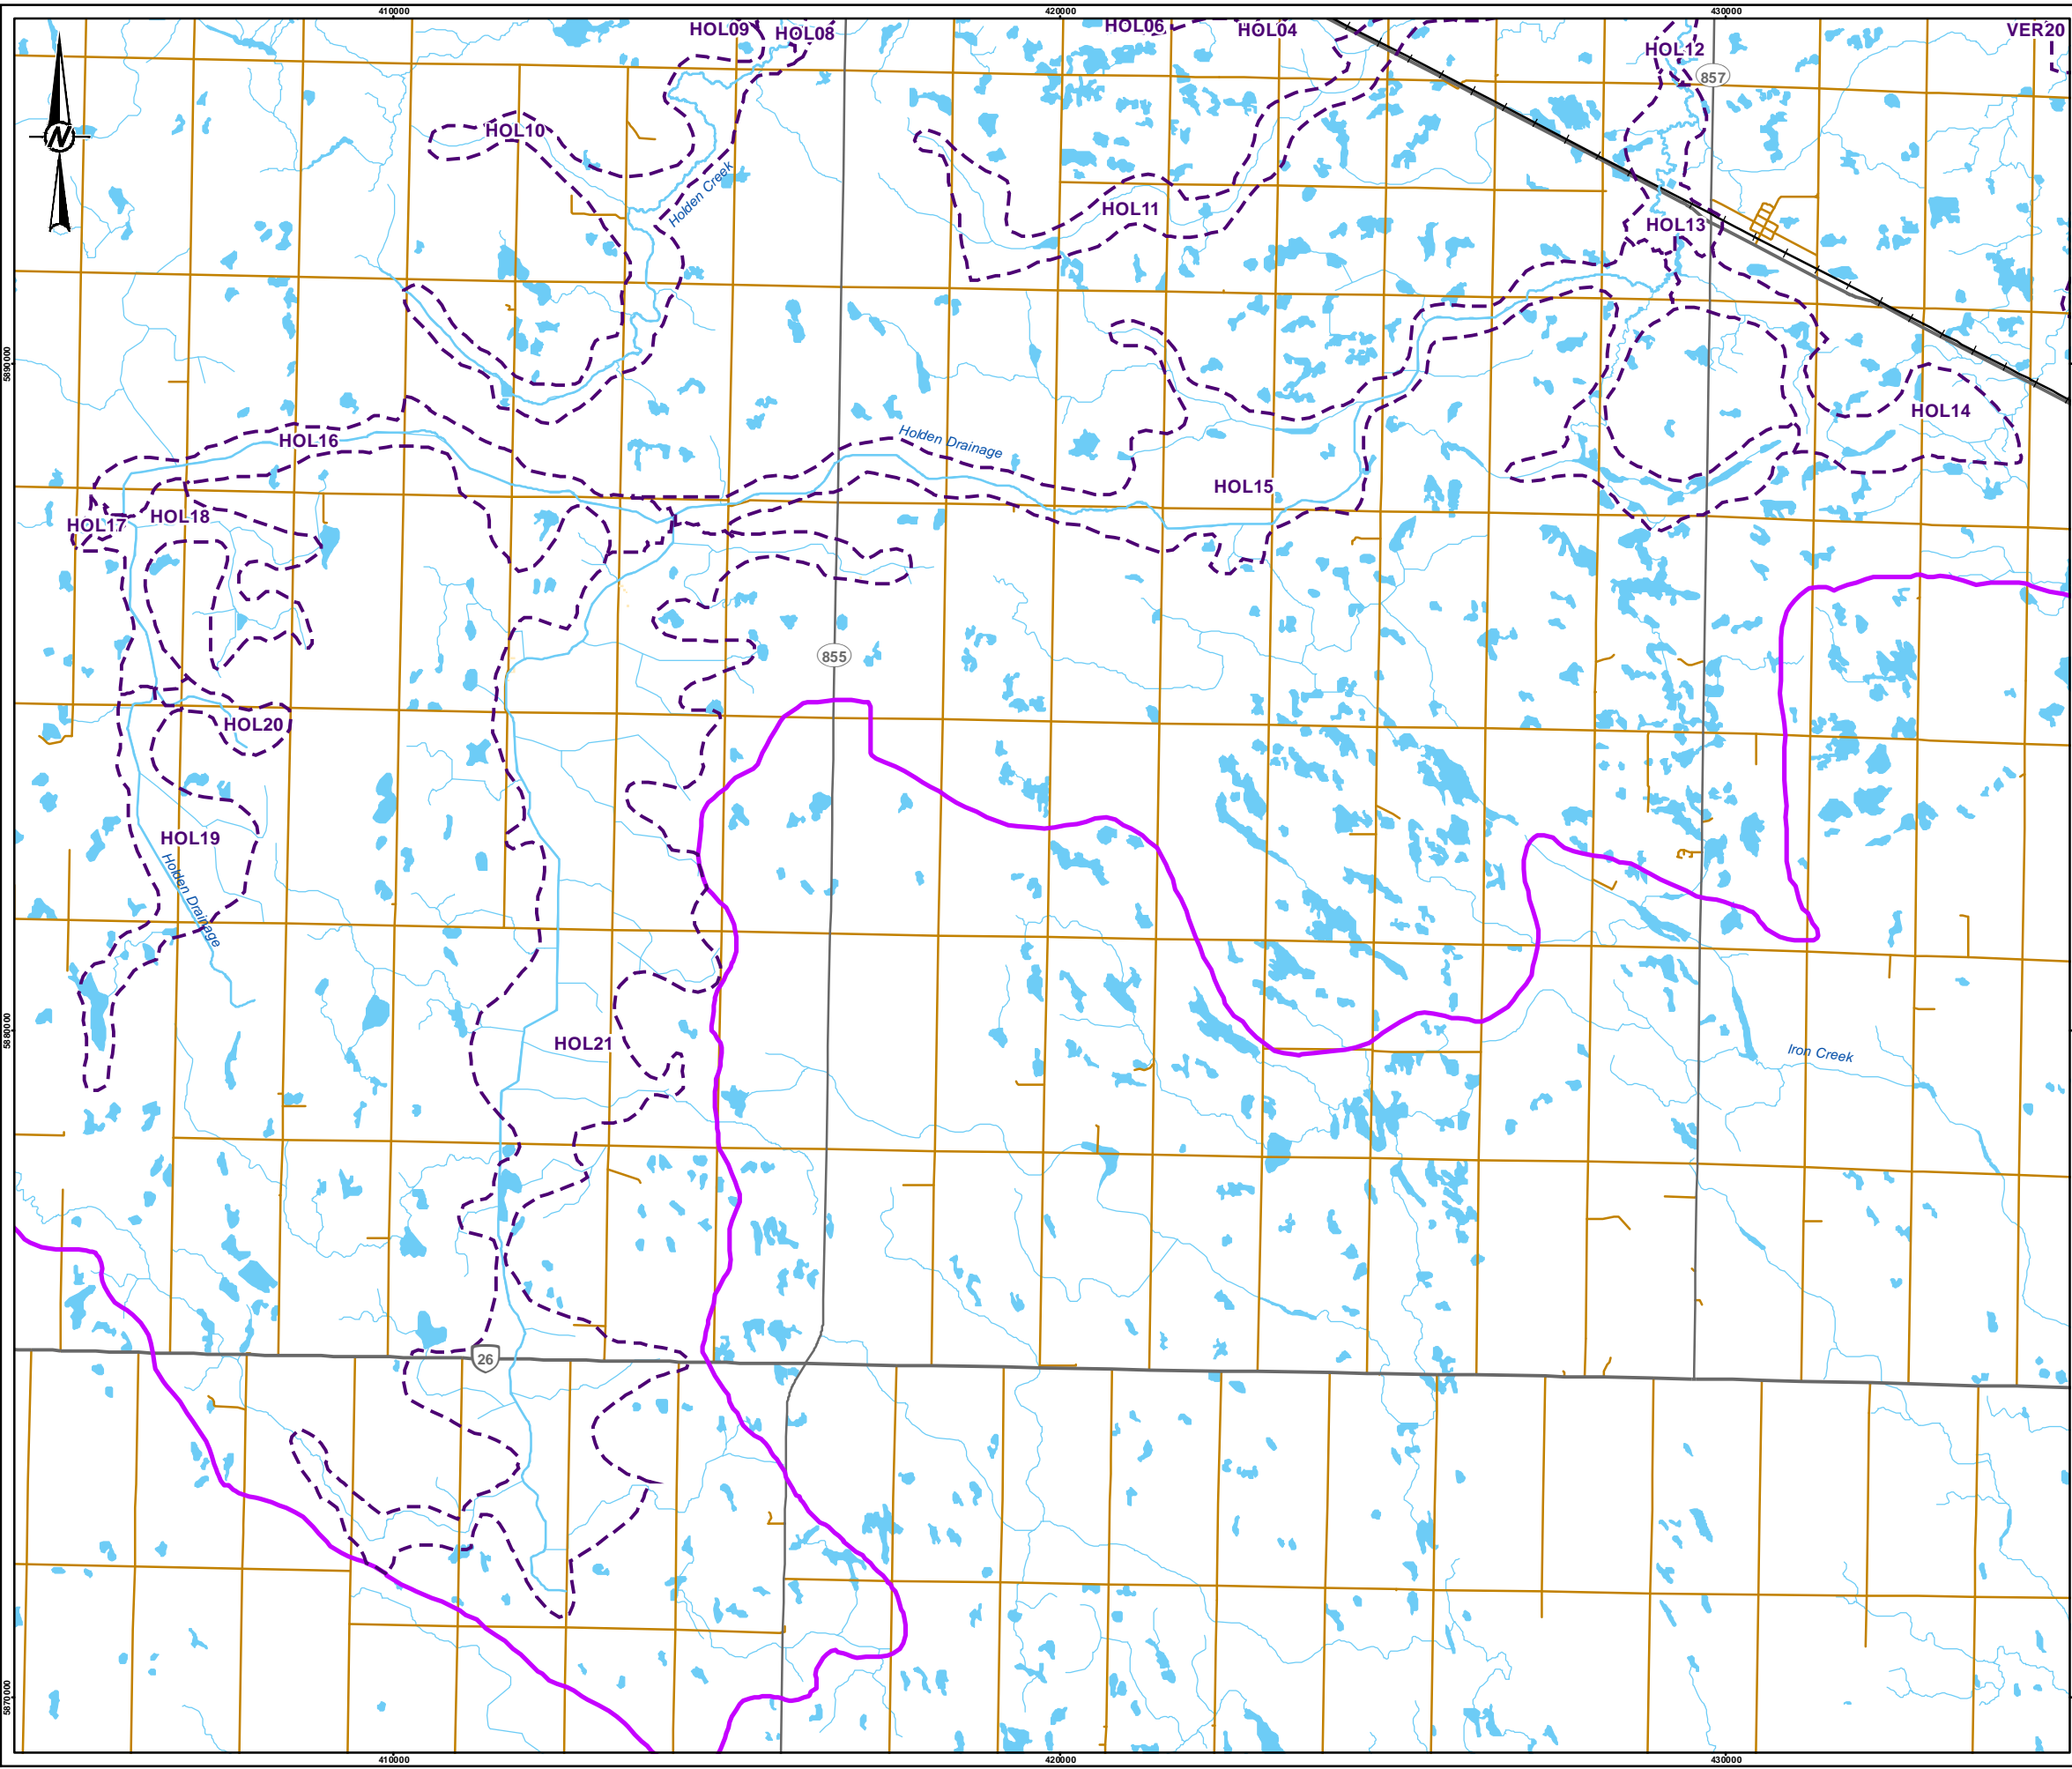 410000
420000
430000
HOL09
HOL08
HOL06
HOL04
HOL12
VER20
857
N
HOL10
Holden Creek
HOL11
HOL13
5890000
HOL14
HOL16
Holden Drainage
HOL15
HOL17
HOL18
855
HOL20
HOL19
Holden Drainage
5880000
HOL21
Iron Creek
26
5870000
410000
420000
430000